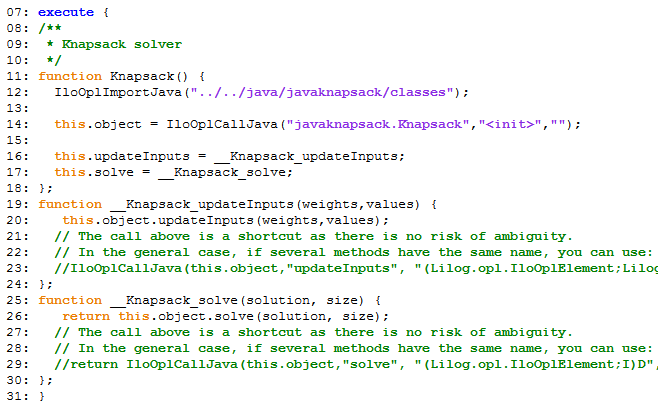 07: execute {
08: /**
09:  * Knapsack solver
10:  */
11: function Knapsack() {
12:   IloOplImportJava("../../java/javaknapsack/classes");
13:
14:   this.object = IloOplCallJava("javaknapsack.Knapsack","<init>","");
15:
16:   this.updateInputs = __Knapsack_updateInputs;
17:   this.solve = __Knapsack_solve;
18: };
19: function __Knapsack_updateInputs(weights,values) {
20:    this.object.updateInputs(weights,values);
21:   // The call above is a shortcut as there is no risk of ambiguity.
22:   // In the general case, if several methods have the same name, you can use:
23:   //IloOplCallJava(this.object,"updateInputs", "(Lilog.opl.IloOplElement;Lilog
24: };
25: function __Knapsack_solve(solution, size) {
26:    return this.object.solve(solution, size);
27:   // The call above is a shortcut as there is no risk of ambiguity.
28:   // In the general case, if several methods have the same name, you can use:
29:   //return IloOplCallJava(this.object,"solve", "(Lilog.opl.IloOplElement;I)D",
30: };
31: }